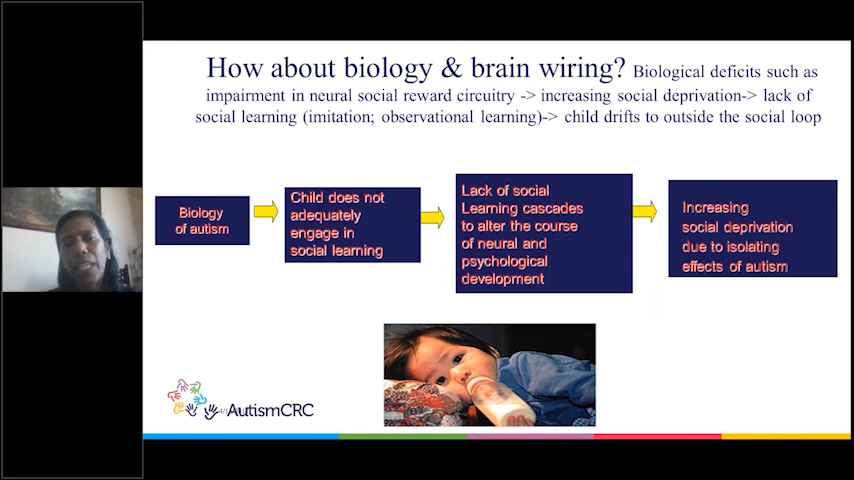 How about biology & brain wiring? Biological deficits such as
impairment in neural social reward circuitry -> increasing social deprivation-> lack of
social learning (imitation; observational learning)-> child drifts to outside the social loop
Biology
of autism
Child does not
adequately
engage in
social learning
Lack of social
Learning cascades
to alter the course
of neural and
psychological
development
Increasing
social deprivation
due to isolating
effects of autism
AutismCRC